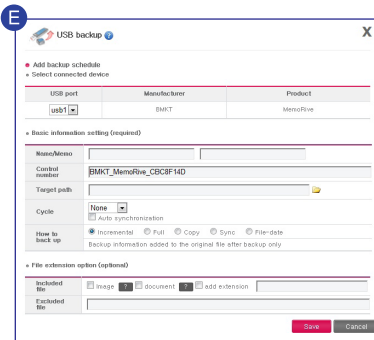 E
USB backup ?
X
Add backup schedule
Select connected device
USB port Manufacturer Product
usb1 BMKT MemoRive
Basic information setting (required)
Name/Memo
Control number BMKT_MemoRive_CBC8F14D
Target path
Cycle None
Auto synchronization
How to back up Incremental Full Copy Sync File-date
Backup information added to the original file after backup only
File extension option (optional)
Included file Image ? document ? add extension
Excluded file
Save Cancel